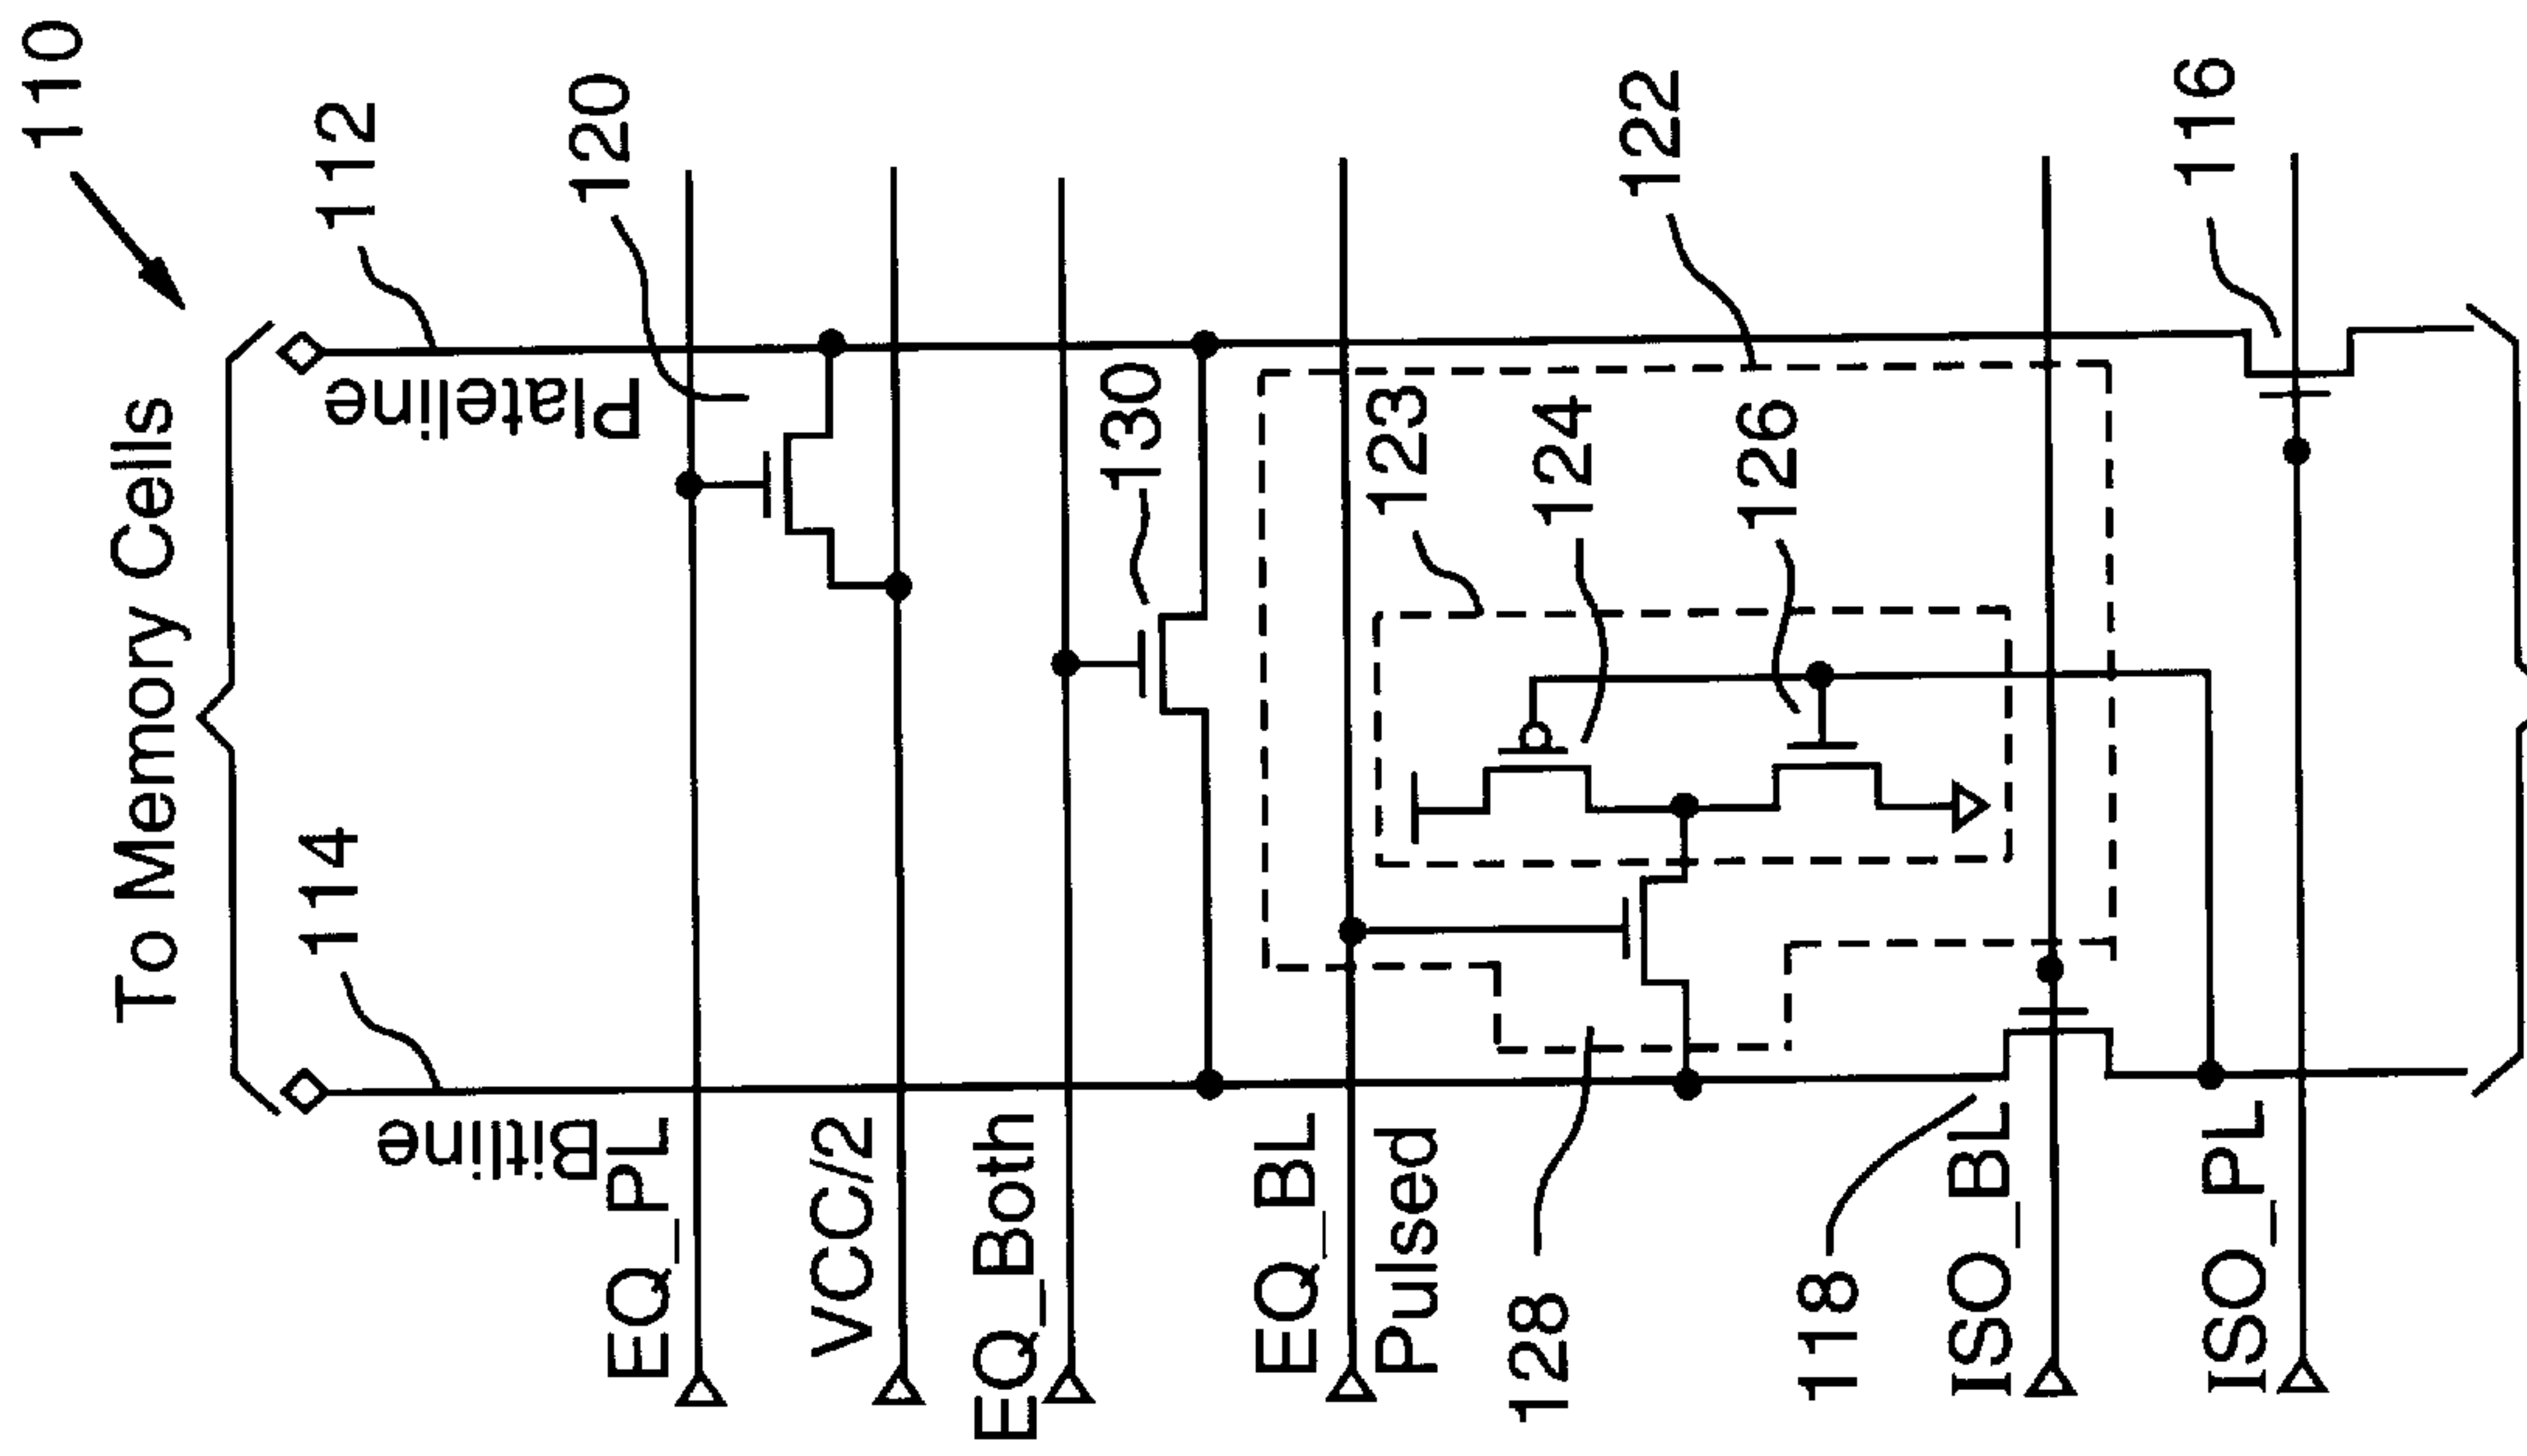 110
To Memory Cells
114
112
Bitline
Plateline
EQ_PL
120
VCC/2
EQ_Both
130
EQ_BL
Pulsed
123
122
124
128
126
118
ISO_BL
116
ISO_PL